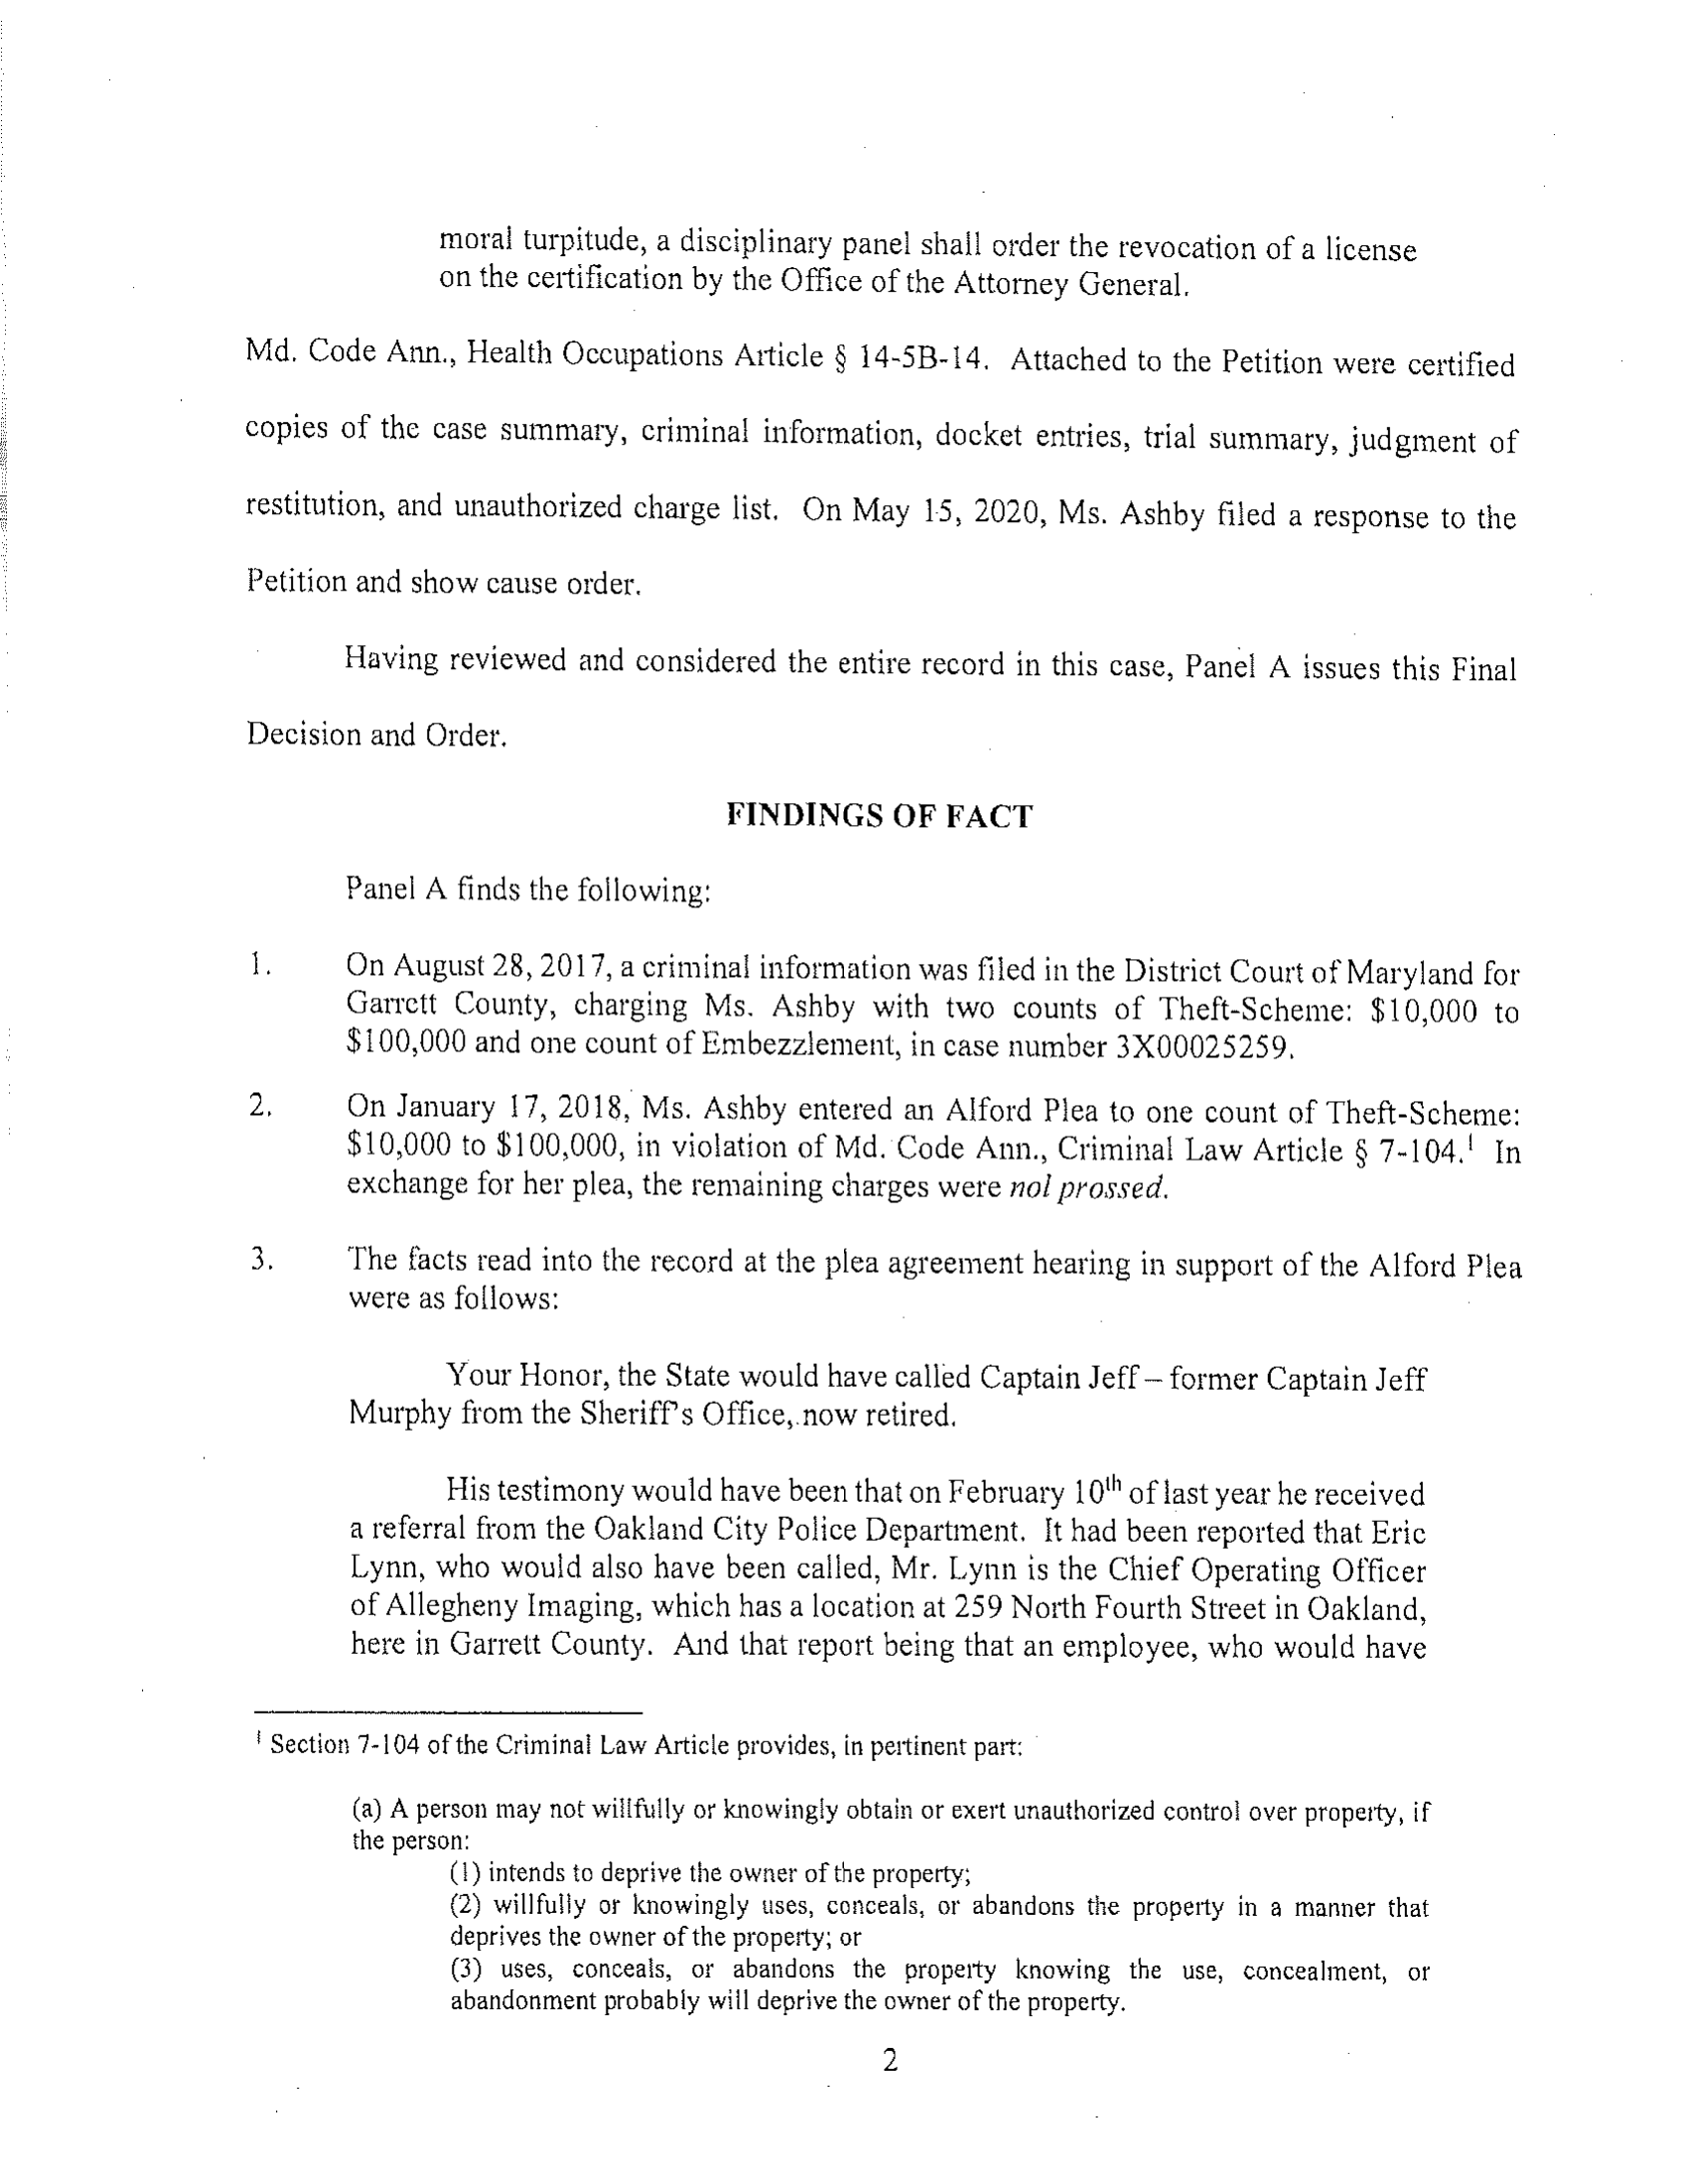 moral turpitude, a disciplinary panel shall order the revocation of a license
on the certification by the Office of the Attorney General.
Md. Code Ann., Health Occupations Article § 14-5B-14. Attached to the Petition were certified
copies of the case summary, criminal information, docket entries, trial summary, judgment of
restitution, and unauthorized charge list. On May 15, 2020, Ms. Ashby filed a response to the
Petition and show cause order.
Having reviewed and considered the entire record in this case, Panel A issues this Final
Decision and Order.
FINDINGS OF FACT
Panel A finds the following:
1. On August 28, 2017, a criminal information was filed in the District Court of Maryland for
Garrett County, charging Ms. Ashby with two counts of Theft-Scheme: $10,000 to
$100,000 and one count of Embezzlement, in case number 3X00025259.
2. On January 17, 2018, Ms. Ashby entered an Alford Plea to one count of Theft-Scheme:
$10,000 to $100,000, in violation of Md. Code Ann., Criminal Law Article § 7-104.¹ In
exchange for her plea, the remaining charges were nol prossed.
3. The facts read into the record at the plea agreement hearing in support of the Alford Plea
were as follows:
Your Honor, the State would have called Captain Jeff – former Captain Jeff
Murphy from the Sheriff's Office, now retired.
His testimony would have been that on February 10th of last year he received
a referral from the Oakland City Police Department. It had been reported that Eric
Lynn, who would also have been called, Mr. Lynn is the Chief Operating Officer
of Allegheny Imaging, which has a location at 259 North Fourth Street in Oakland,
here in Garrett County. And that report being that an employee, who would have
¹ Section 7-104 of the Criminal Law Article provides, in pertinent part:
(a) A person may not willfully or knowingly obtain or exert unauthorized control over property, if
the person:
(1) intends to deprive the owner of the property;
(2) willfully or knowingly uses, conceals, or abandons the property in a manner that
deprives the owner of the property; or
(3) uses, conceals, or abandons the property knowing the use, concealment, or
abandonment probably will deprive the owner of the property.
2